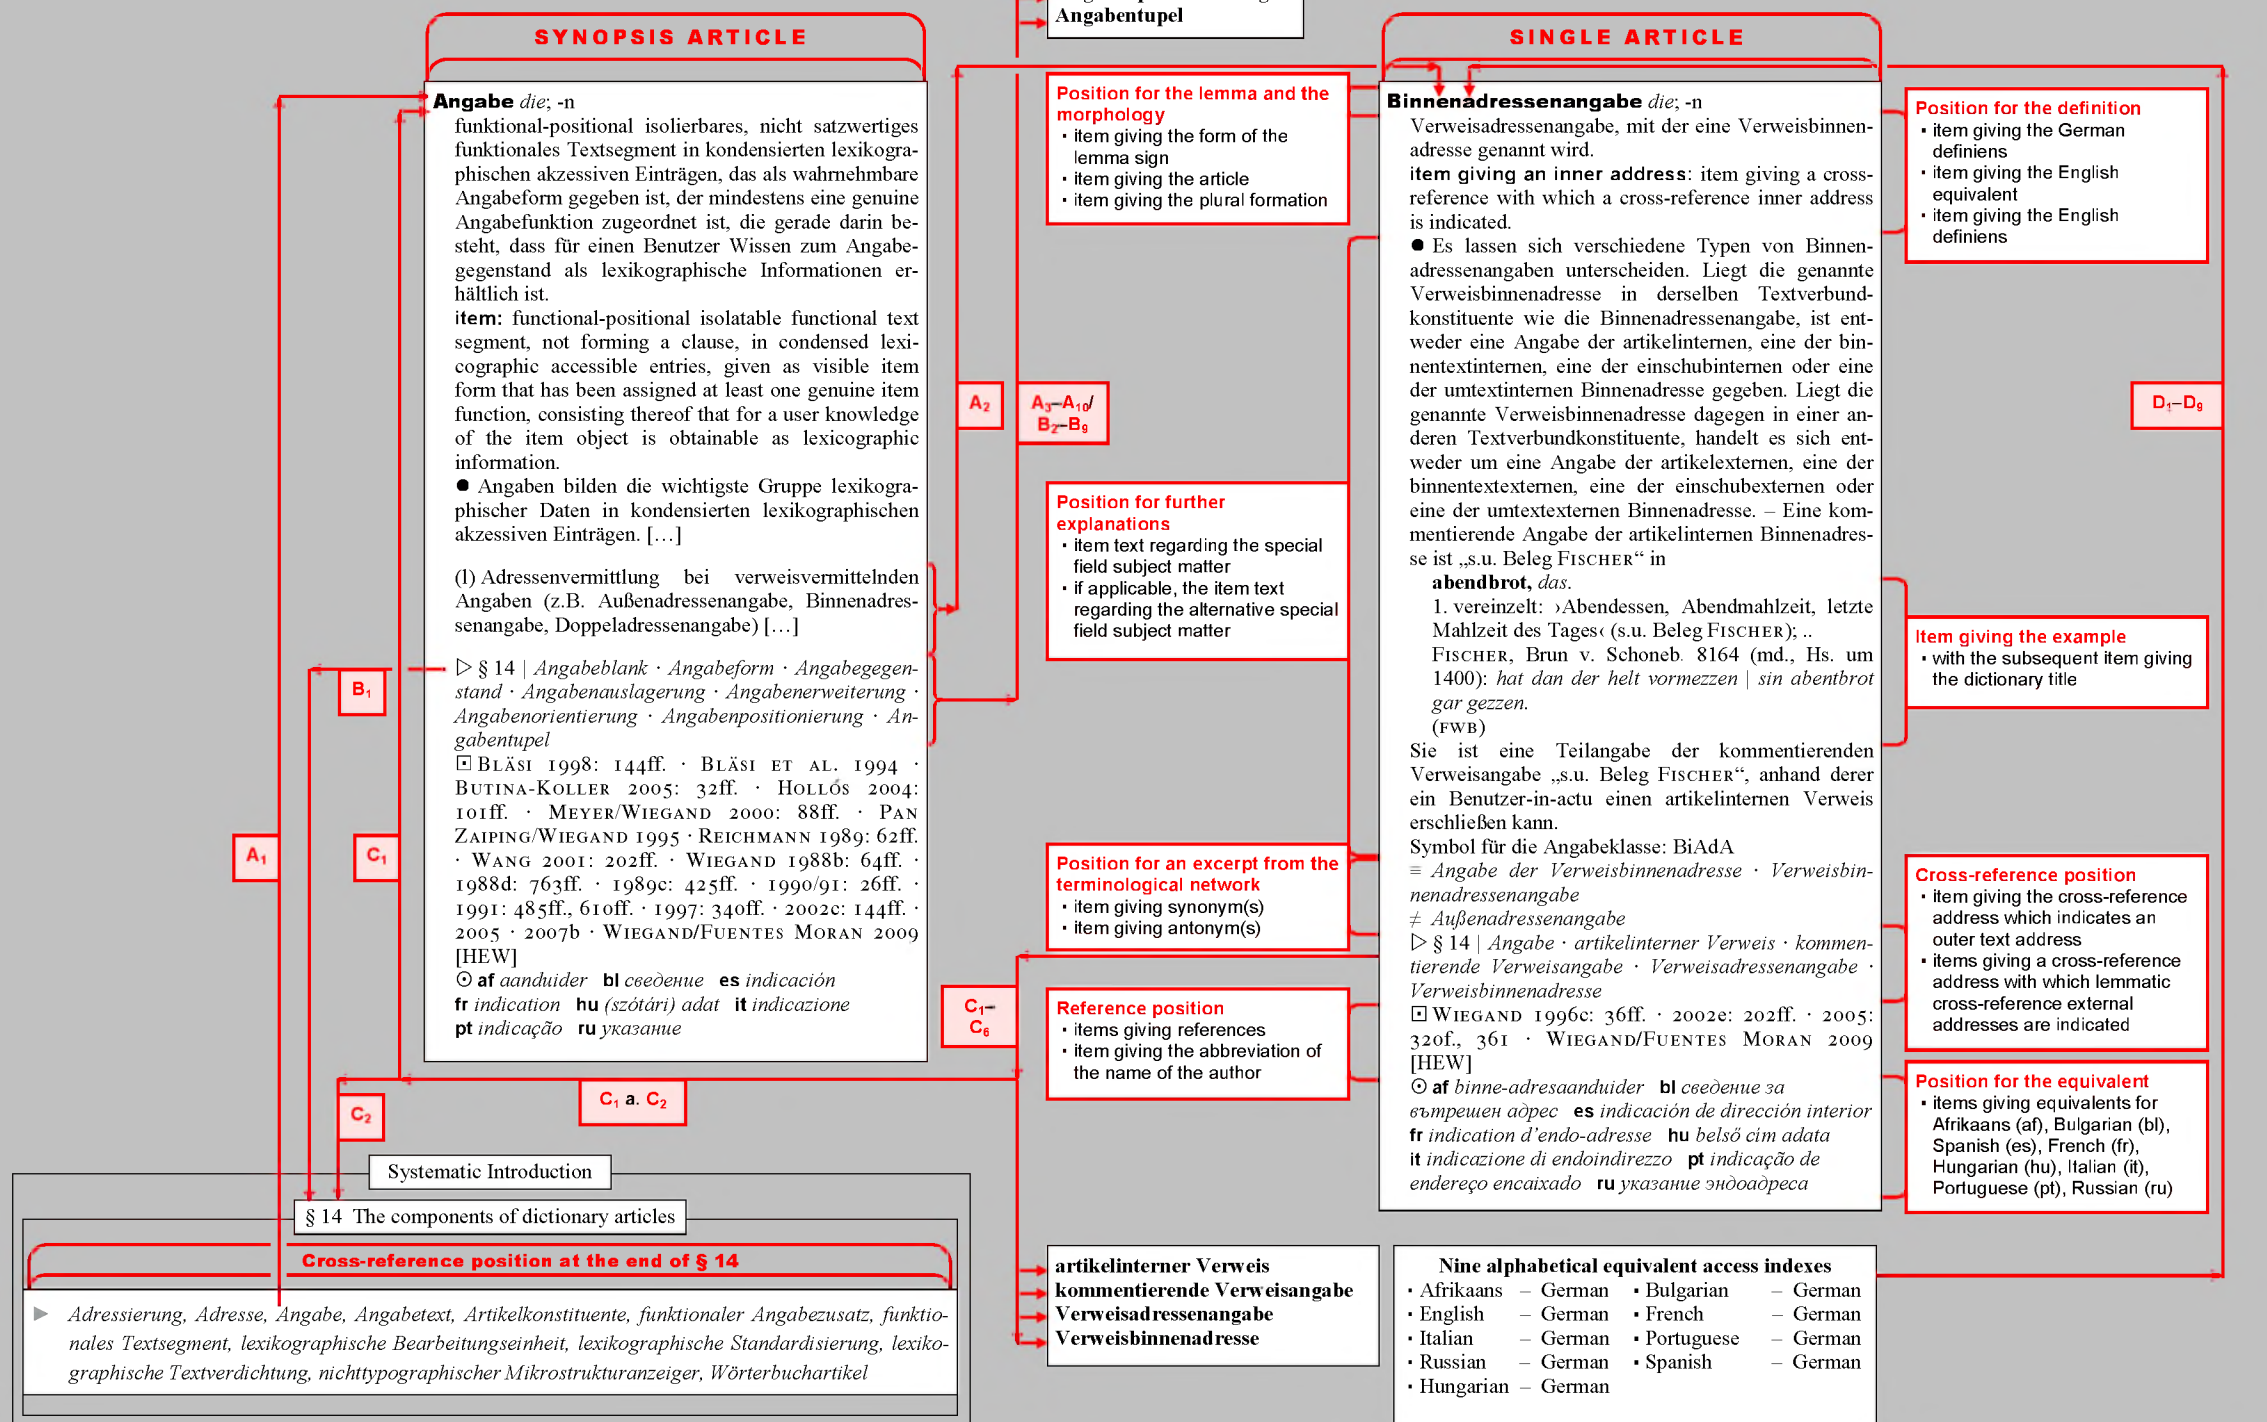 Angabentupel
SYNOPSIS ARTICLE
Angabe die; -n
funktional-positional isolierbares, nicht satzwertiges
funktionales Textsegment in kondensierten lexikogra-
phischen akzessiven Einträgen, das als wahrnehmbare
Angabeform gegeben ist, der mindestens eine genuine
Angabefunktion zugeordnet ist, die gerade darin be-
steht, dass für einen Benutzer Wissen zum Angabe-
gegenstand als lexikographische Informationen er-
hältlich ist.
item: functional-positional isolatable functional text
segment, not forming a clause, in condensed lexi-
cographic accessible entries, given as visible item
form that has been assigned at least one genuine item
function, consisting thereof that for a user knowledge
of the item object is obtainable as lexicographic
information.
● Angaben bilden die wichtigste Gruppe lexikogra-
phischer Daten in kondensierten lexikographischen
akzessiven Einträgen. […]
(l) Adressenvermittlung bei verweisvermittelnden
Angaben (z.B. Außenadressenangabe, Binnenadres-
senangabe, Doppeladressenangabe) […]
▷ § 14 | Angabeblank · Angabeform · Angabegegen-
stand · Angabenauslagerung · Angabenerweiterung ·
Angabenorientierung · Angabenpositionierung · An-
gabentupel
⊡ BLÄSI 1998: 144ff. · BLÄSI ET AL. 1994 ·
BUTINA-KOLLER 2005: 32ff. · HOLLÓS 2004:
101ff. · MEYER/WIEGAND 2000: 88ff. · PAN
ZAIPING/WIEGAND 1995 · REICHMANN 1989: 62ff.
· WANG 2001: 202ff. · WIEGAND 1988b: 64ff. ·
1988d: 763ff. · 1989c: 425ff. · 1990/91: 26ff. ·
1991: 485ff., 610ff. · 1997: 340ff. · 2002c: 144ff. ·
2005 · 2007b · WIEGAND/FUENTES MORAN 2009
[HEW]
⊙ af aanduider bl сведение es indicación
fr indication hu (szótári) adat it indicazione
pt indicação ru указание
A₁
B₁
C₁
C₂
C₁ a. C₂
A₂
A₃–A₁₀/
B₂–B₉
C₁–
C₆
D₁–D₉
Position for the lemma and the
morphology
▪ item giving the form of the
lemma sign
▪ item giving the article
▪ item giving the plural formation
Position for further
explanations
▪ item text regarding the special
field subject matter
▪ if applicable, the item text
regarding the alternative special
field subject matter
Position for an excerpt from the
terminological network
▪ item giving synonym(s)
▪ item giving antonym(s)
Reference position
▪ items giving references
▪ item giving the abbreviation of
the name of the author
SINGLE ARTICLE
Binnenadressenangabe die; -n
Verweisadressenangabe, mit der eine Verweisbinnen-
adresse genannt wird.
item giving an inner address: item giving a cross-
reference with which a cross-reference inner address
is indicated.
● Es lassen sich verschiedene Typen von Binnen-
adressenangaben unterscheiden. Liegt die genannte
Verweisbinnenadresse in derselben Textverbund-
konstituente wie die Binnenadressenangabe, ist ent-
weder eine Angabe der artikelinternen, eine der bin-
nentextinternen, eine der einschubinternen oder eine
der umtextinternen Binnenadresse gegeben. Liegt die
genannte Verweisbinnenadresse dagegen in einer an-
deren Textverbundkonstituente, handelt es sich ent-
weder um eine Angabe der artikelexternen, eine der
binnentextexternen, eine der einschubexternen oder
eine der umtextexternen Binnenadresse. – Eine kom-
mentierende Angabe der artikelinternen Binnenadres-
se ist „s.u. Beleg FISCHER“ in
abendbrot, das.
1. vereinzelt: ›Abendessen, Abendmahlzeit, letzte
Mahlzeit des Tages‹ (s.u. Beleg FISCHER); ..
FISCHER, Brun v. Schoneb. 8164 (md., Hs. um
1400): hat dan der helt vormezzen | sin abentbrot
gar gezzen.
(FWB)
Sie ist eine Teilangabe der kommentierenden
Verweisangabe „s.u. Beleg FISCHER“, anhand derer
ein Benutzer-in-actu einen artikelinternen Verweis
erschließen kann.
Symbol für die Angabeklasse: BiAdA
≡ Angabe der Verweisbinnenadresse · Verweisbin-
nenadressenangabe
≠ Außenadressenangabe
▷ § 14 | Angabe · artikelinterner Verweis · kommen-
tierende Verweisangabe · Verweisadressenangabe ·
Verweisbinnenadresse
⊡ WIEGAND 1996c: 36ff. · 2002e: 202ff. · 2005:
320f., 361 · WIEGAND/FUENTES MORAN 2009
[HEW]
⊙ af binne-adresaanduider bl сведение за
вътрешен адрес es indicación de dirección interior
fr indication d’endo-adresse hu belső cím adata
it indicazione di endoindirizzo pt indicação de
endereço encaixado ru указание эндоадреса
Position for the definition
▪ item giving the German
definiens
▪ item giving the English
equivalent
▪ item giving the English
definiens
Item giving the example
▪ with the subsequent item giving
the dictionary title
Cross-reference position
▪ item giving the cross-reference
address which indicates an
outer text address
▪ items giving a cross-reference
address with which lemmatic
cross-reference external
addresses are indicated
Position for the equivalent
▪ items giving equivalents for
Afrikaans (af), Bulgarian (bl),
Spanish (es), French (fr),
Hungarian (hu), Italian (it),
Portuguese (pt), Russian (ru)
Systematic Introduction
§ 14 The components of dictionary articles
Cross-reference position at the end of § 14
► Adressierung, Adresse, Angabe, Angabetext, Artikelkonstituente, funktionaler Angabezusatz, funktio-
nales Textsegment, lexikographische Bearbeitungseinheit, lexikographische Standardisierung, lexiko-
graphische Textverdichtung, nichttypographischer Mikrostrukturanzeiger, Wörterbuchartikel
artikelinterner Verweis
kommentierende Verweisangabe
Verweisadressenangabe
Verweisbinnenadresse
Nine alphabetical equivalent access indexes
▪ Afrikaans – German ▪ Bulgarian – German
▪ English – German ▪ French – German
▪ Italian – German ▪ Portuguese – German
▪ Russian – German ▪ Spanish – German
▪ Hungarian – German